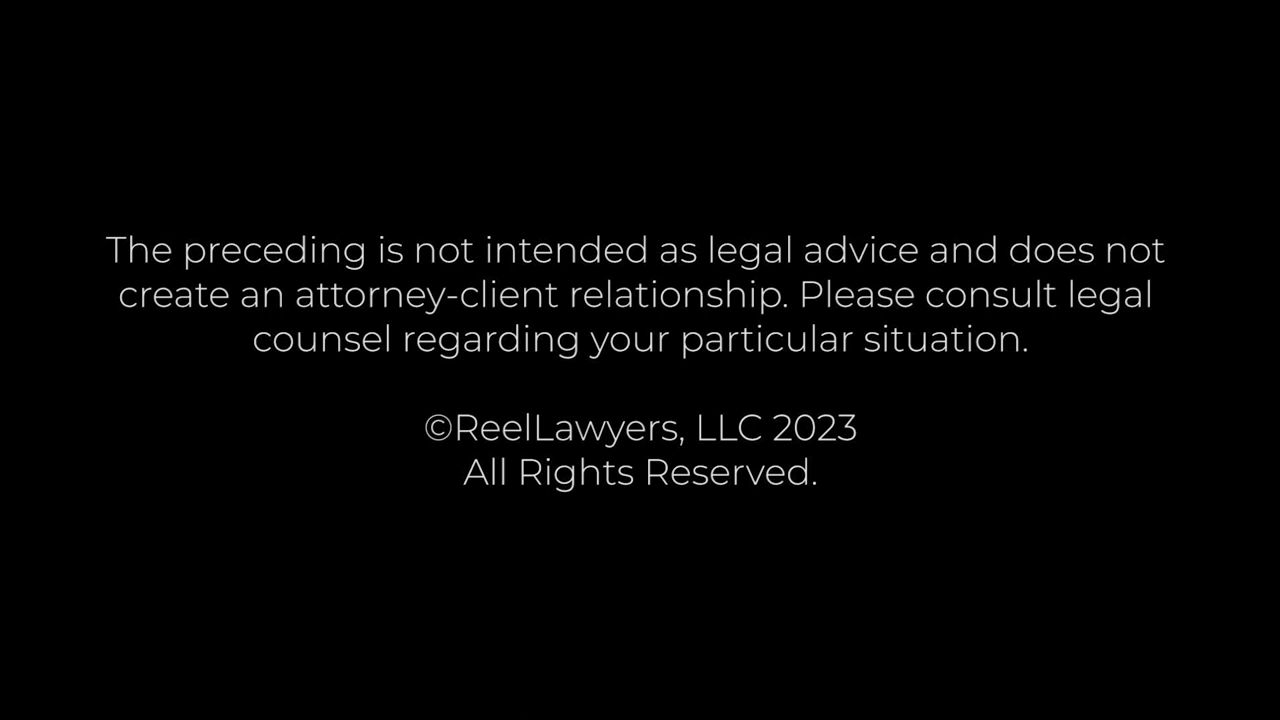 The preceding is not intended as legal advice and does not
create an attorney-client relationship. Please consult legal
counsel regarding your particular situation.
©ReelLawyers, LLC 2023
All Rights Reserved.